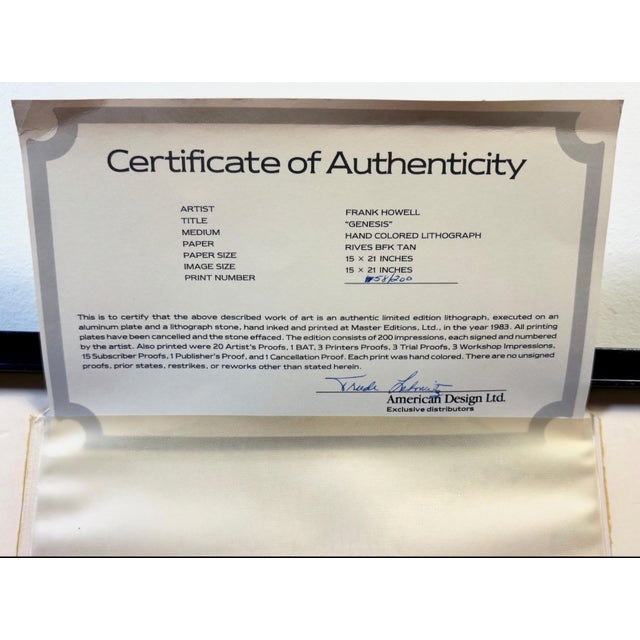 Certificate of Authenticity
ARTIST FRANK HOWELL
TITLE "GENESIS"
MEDIUM HAND COLORED LITHOGRAPH
PAPER RIVES BFK TAN
PAPER SIZE 15 × 21 INCHES
IMAGE SIZE 15 × 21 INCHES
PRINT NUMBER 58/200
This is to certify that the above described work of art is an authentic limited edition lithograph, executed on
aluminum plate and a lithograph stone, hand inked and printed at Master Editions, Ltd., in the year 1983. All printing
plates have been cancelled and the stone effaced. The edition consists of 200 impressions, each signed and numbered
by the artist. Also printed were 20 Artist's Proofs, 1 BAT, 3 Printers Proofs, 3 Trial Proofs, 3 Workshop Impressions,
15 Subscriber Proofs, 1 Publisher's Proof, and 1 Cancellation Proof. Each print was hand colored. There are no unsigned
proofs, prior states, restrikes, or reworks other than stated herein.
Trude
American Design Ltd.
Exclusive distributors